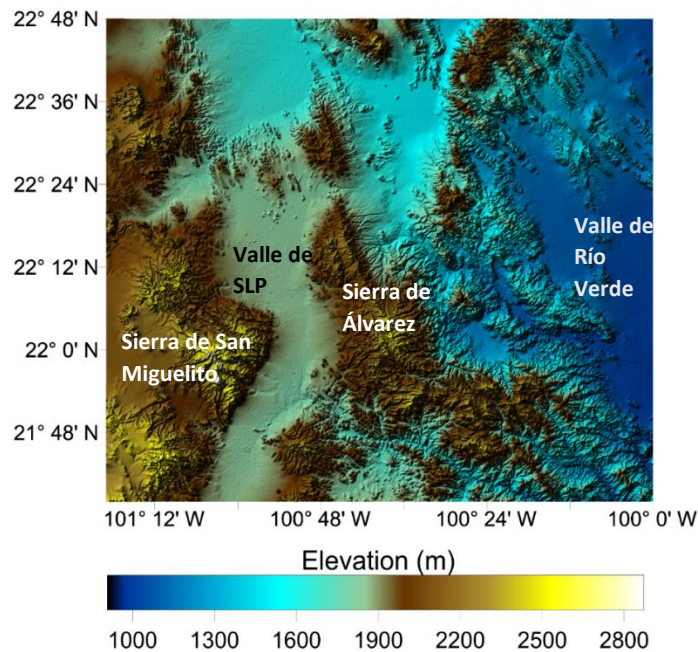 22° 48' N
22° 36' N
22° 24' N
22° 12' N
22° 0' N
21° 48' N
Valle de
SLP
Sierra de
Álvarez
Valle de
Río
Verde
Sierra de San
Miguelito
101° 12' W 100° 48' W 100° 24' W 100° 0' W
Elevation (m)
1000 1300 1600 1900 2200 2500 2800